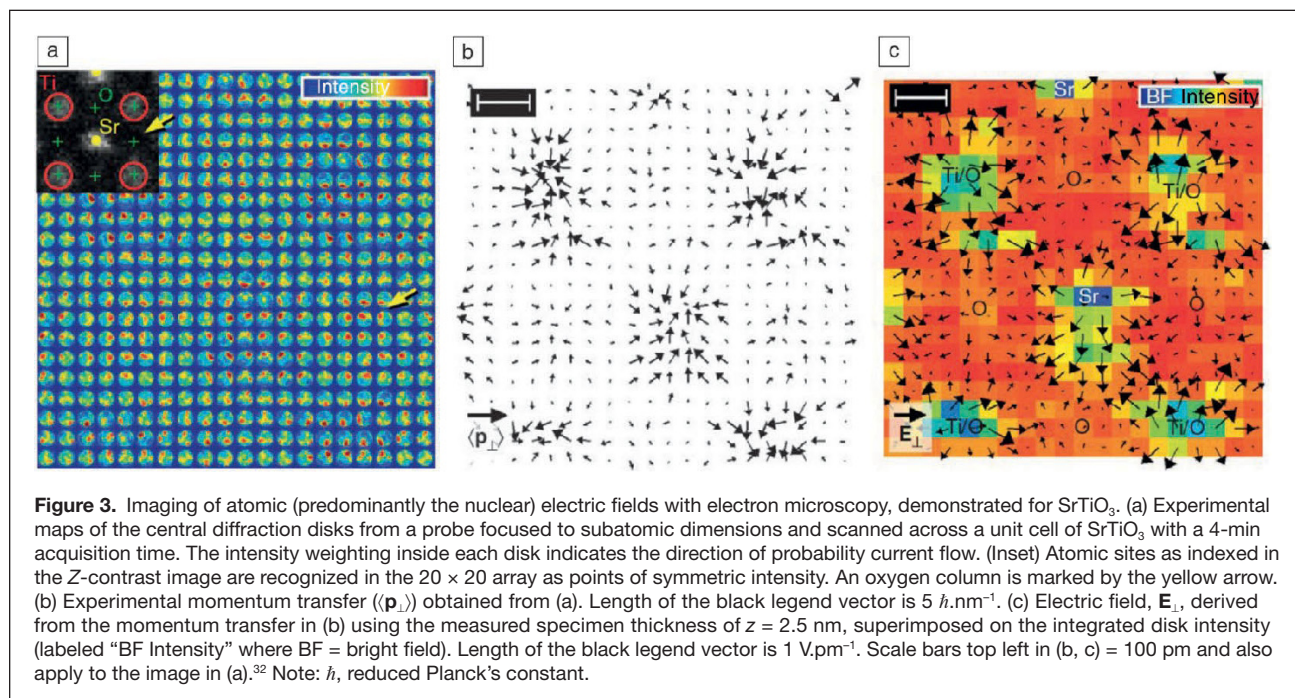 a
Ti
O
Sr
Intensity
b
⟨p⊥⟩
c
Sr
BF Intensity
Ti/O
O
Ti/O
Sr
O
O
E⊥
Ti/O
O
Ti/O
Figure 3. Imaging of atomic (predominantly the nuclear) electric fields with electron microscopy, demonstrated for SrTiO₃. (a) Experimental
maps of the central diffraction disks from a probe focused to subatomic dimensions and scanned across a unit cell of SrTiO₃ with a 4-min
acquisition time. The intensity weighting inside each disk indicates the direction of probability current flow. (Inset) Atomic sites as indexed in
the Z-contrast image are recognized in the 20 × 20 array as points of symmetric intensity. An oxygen column is marked by the yellow arrow.
(b) Experimental momentum transfer (⟨p⊥⟩) obtained from (a). Length of the black legend vector is 5 ℏ.nm⁻¹. (c) Electric field, E⊥, derived
from the momentum transfer in (b) using the measured specimen thickness of z = 2.5 nm, superimposed on the integrated disk intensity
(labeled “BF Intensity” where BF = bright field). Length of the black legend vector is 1 V.pm⁻¹. Scale bars top left in (b, c) = 100 pm and also
apply to the image in (a).³² Note: ℏ, reduced Planck’s constant.